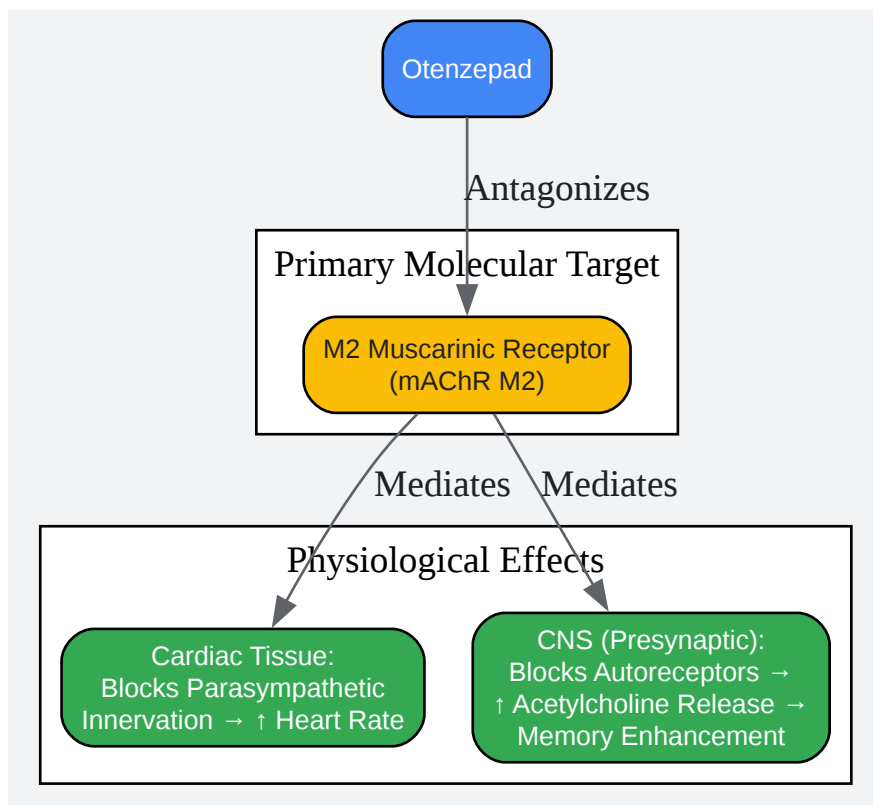 Otenzepad
Antagonizes
Primary Molecular Target
M2 Muscarinic Receptor
(mAChR M2)
Mediates
Mediates
Physiological Effects
Cardiac Tissue:
Blocks Parasympathetic
Innervation → ↑ Heart Rate
CNS (Presynaptic):
Blocks Autoreceptors →
↑ Acetylcholine Release →
Memory Enhancement